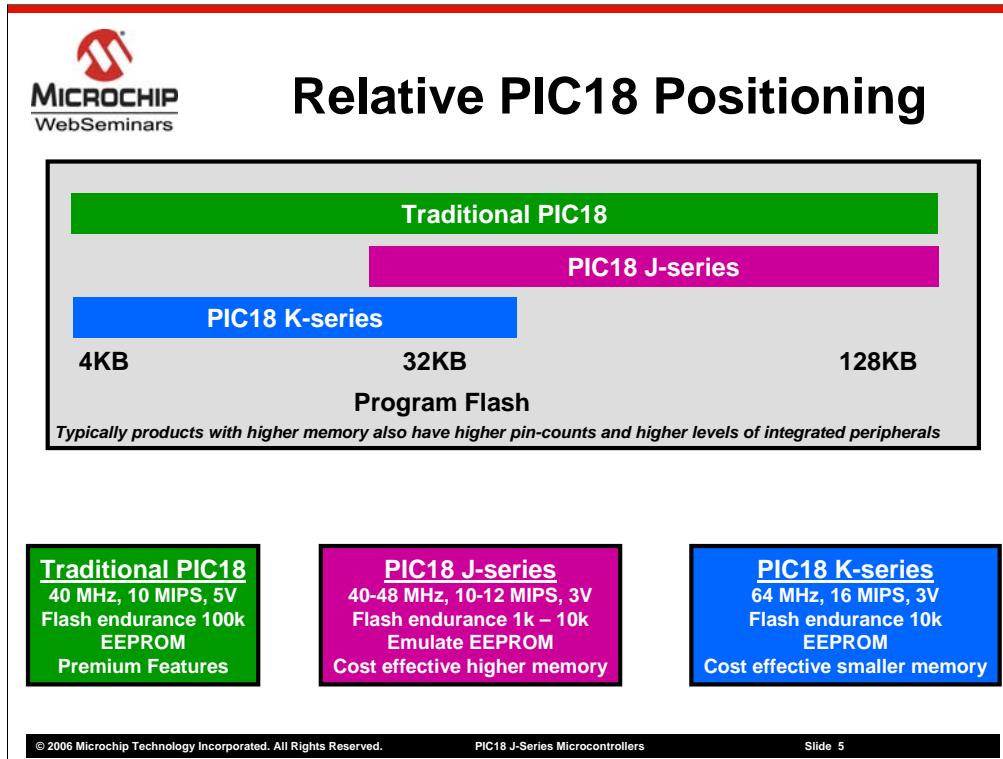 MICROCHIP
WebSeminars
Relative PIC18 Positioning
Traditional PIC18
PIC18 J-series
PIC18 K-series
4KB 32KB 128KB
Program Flash
Typically products with higher memory also have higher pin-counts and higher levels of integrated peripherals
Traditional PIC18
40 MHz, 10 MIPS, 5V
Flash endurance 100k
EEPROM
Premium Features
PIC18 J-series
40-48 MHz, 10-12 MIPS, 3V
Flash endurance 1k – 10k
Emulate EEPROM
Cost effective higher memory
PIC18 K-series
64 MHz, 16 MIPS, 3V
Flash endurance 10k
EEPROM
Cost effective smaller memory
© 2006 Microchip Technology Incorporated. All Rights Reserved. PIC18 J-Series Microcontrollers Slide 5